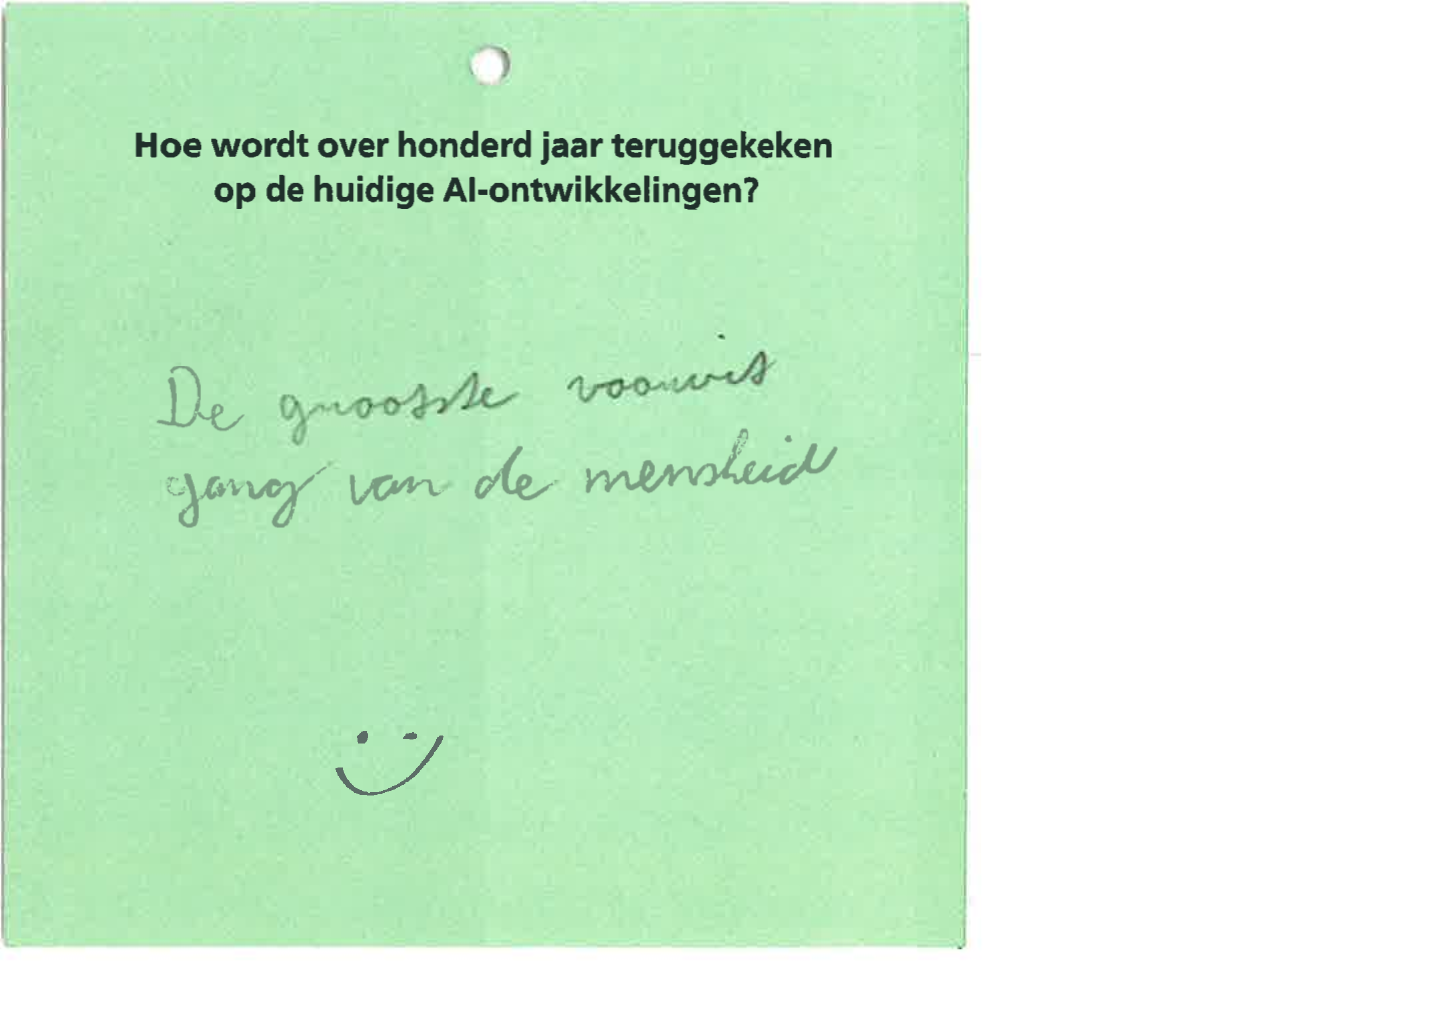 Hoe wordt over honderd jaar teruggekeken
op de huidige AI-ontwikkelingen?
De grootste vooruit
gang van de mensheid